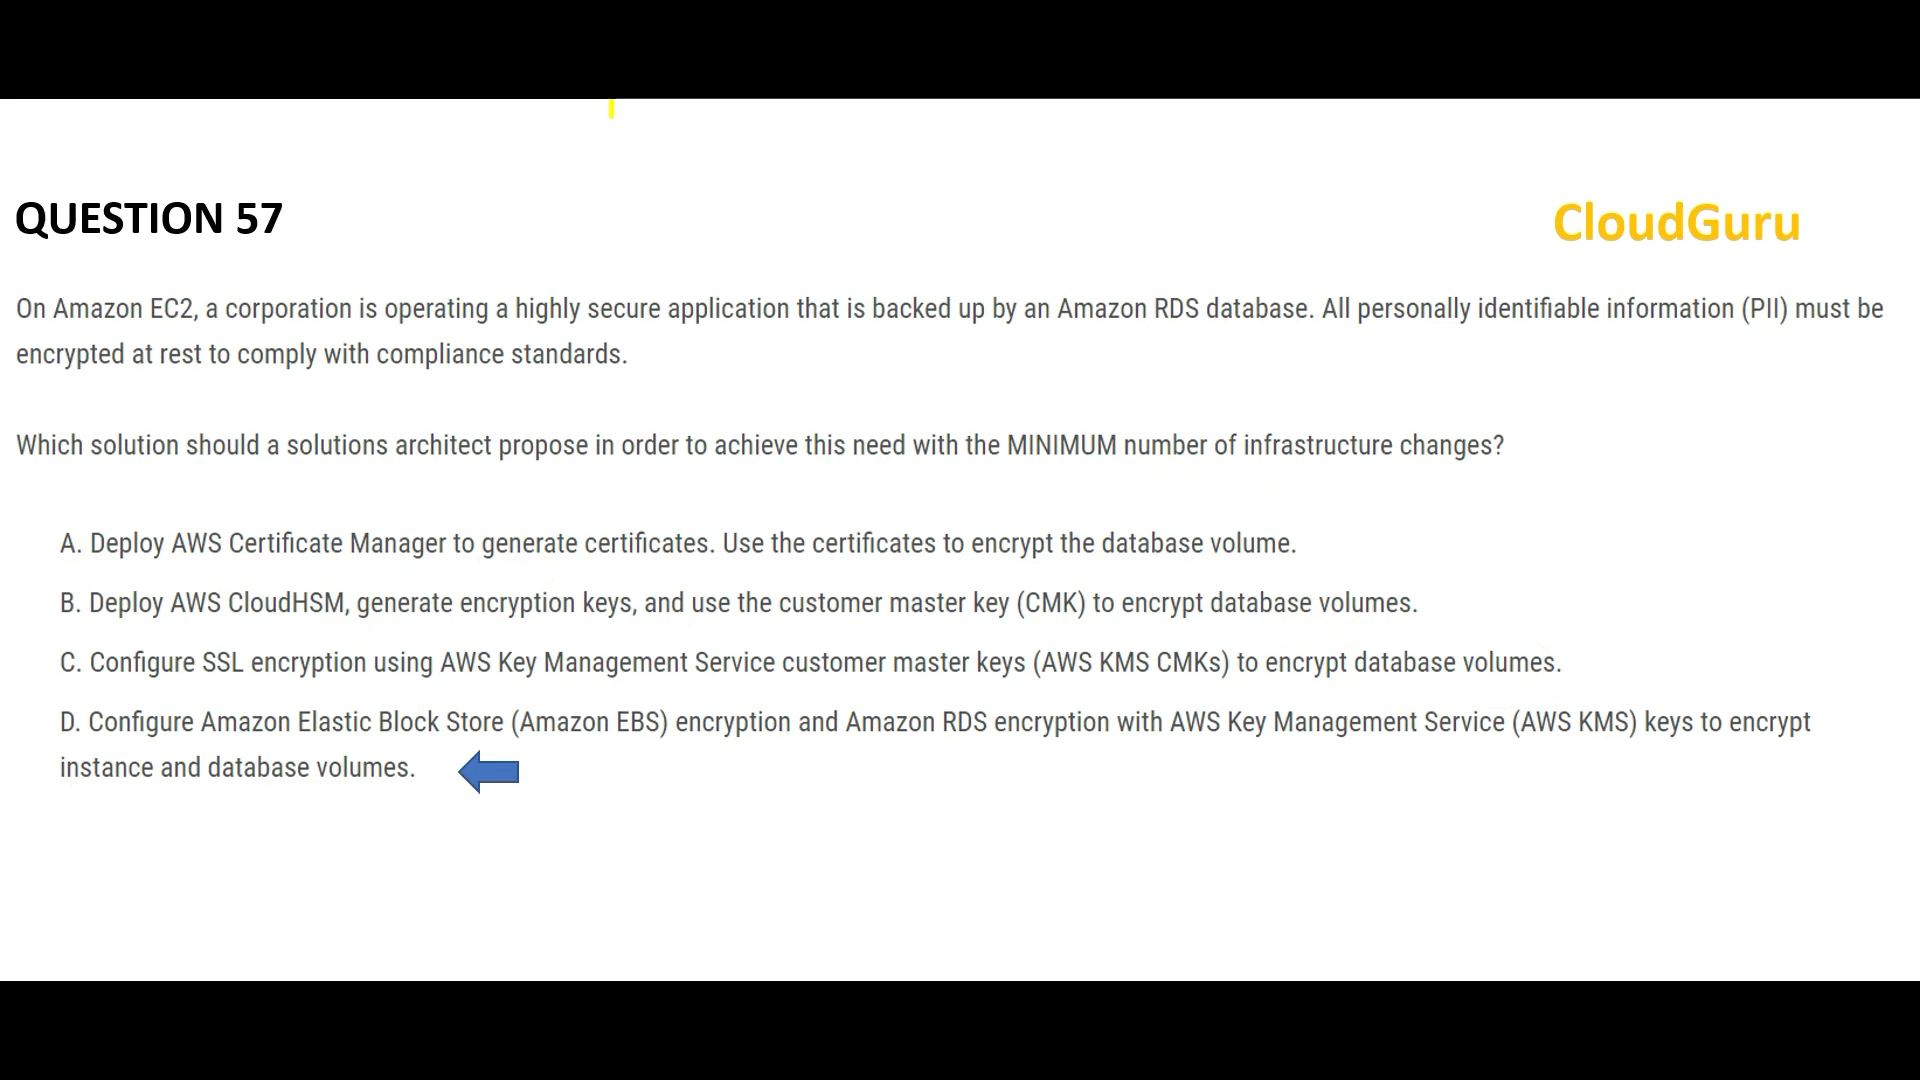 QUESTION 57
CloudGuru
On Amazon EC2, a corporation is operating a highly secure application that is backed up by an Amazon RDS database. All personally identifiable information (PII) must be
encrypted at rest to comply with compliance standards.
Which solution should a solutions architect propose in order to achieve this need with the MINIMUM number of infrastructure changes?
A. Deploy AWS Certificate Manager to generate certificates. Use the certificates to encrypt the database volume.
B. Deploy AWS CloudHSM, generate encryption keys, and use the customer master key (CMK) to encrypt database volumes.
C. Configure SSL encryption using AWS Key Management Service customer master keys (AWS KMS CMKs) to encrypt database volumes.
D. Configure Amazon Elastic Block Store (Amazon EBS) encryption and Amazon RDS encryption with AWS Key Management Service (AWS KMS) keys to encrypt
instance and database volumes.